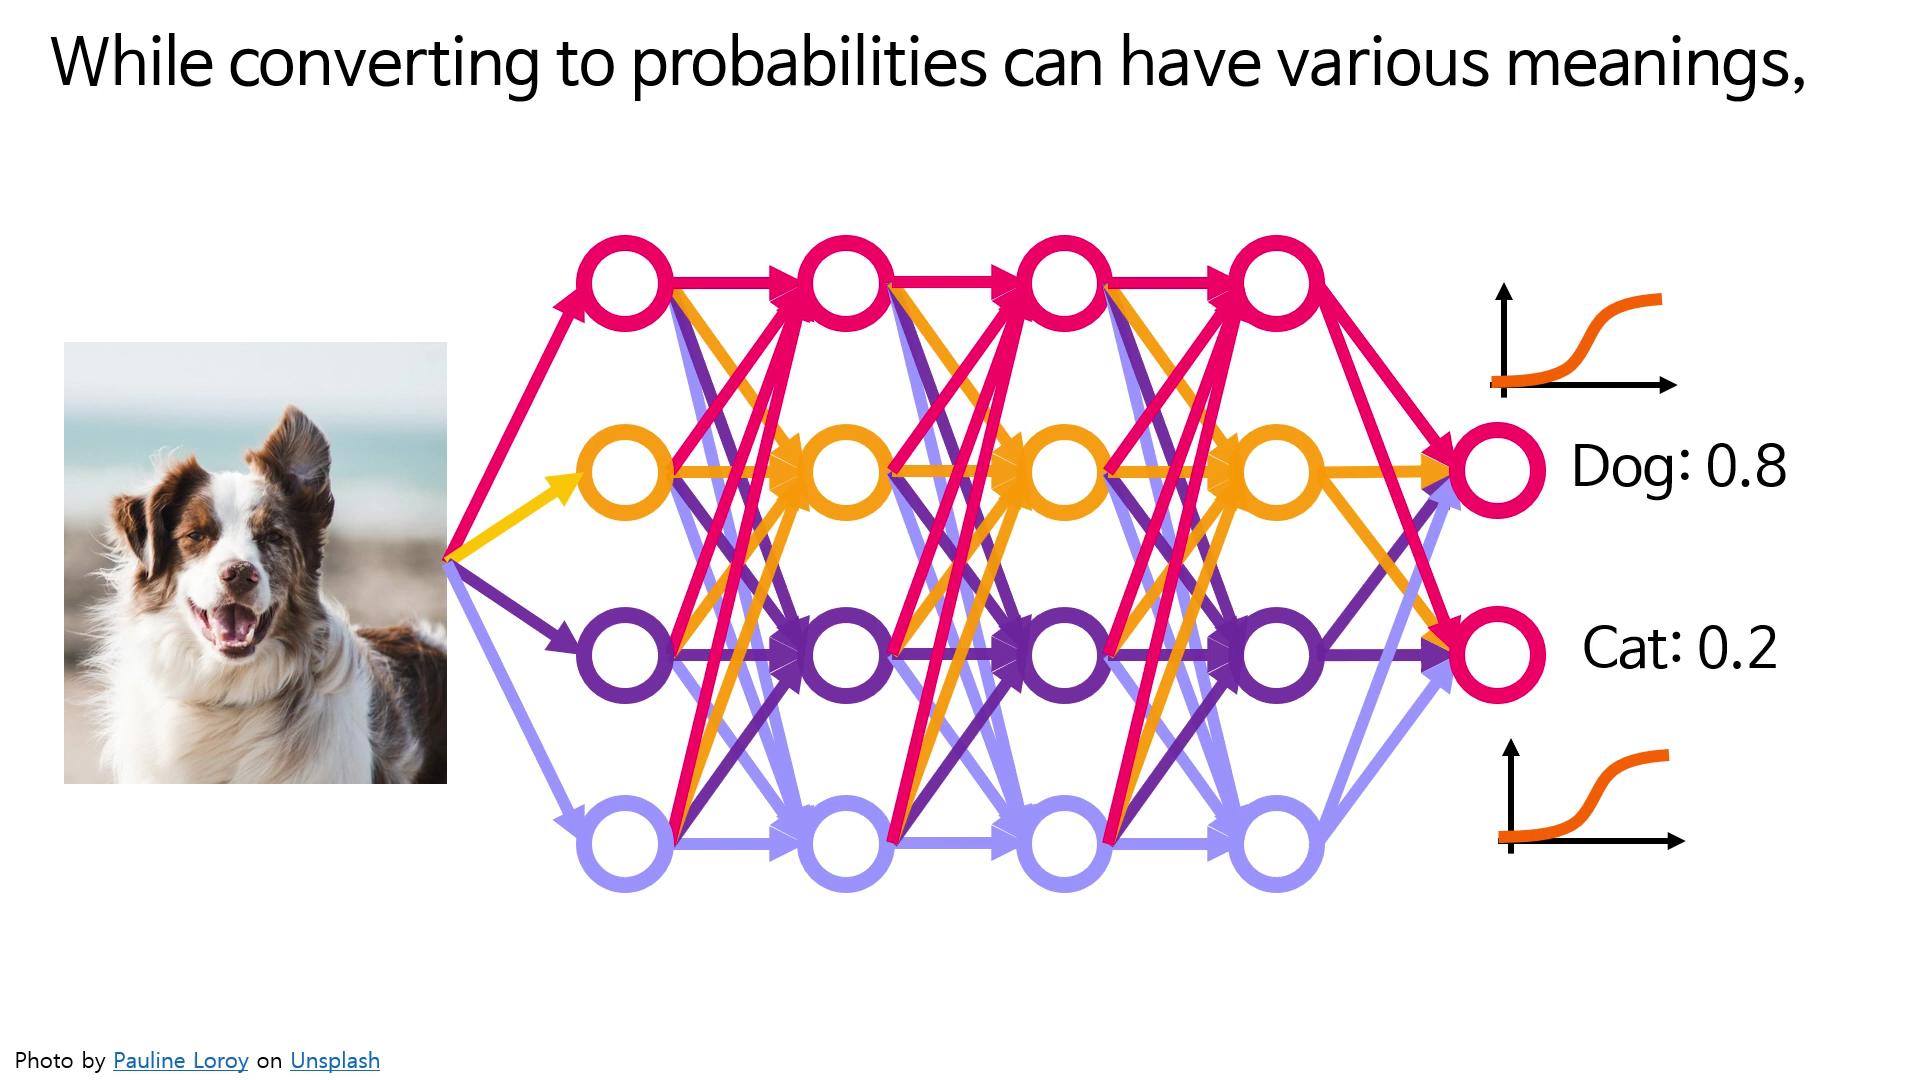 While converting to probabilities can have various meanings,
Dog: 0.8
Cat: 0.2
Photo by Pauline Loroy on Unsplash